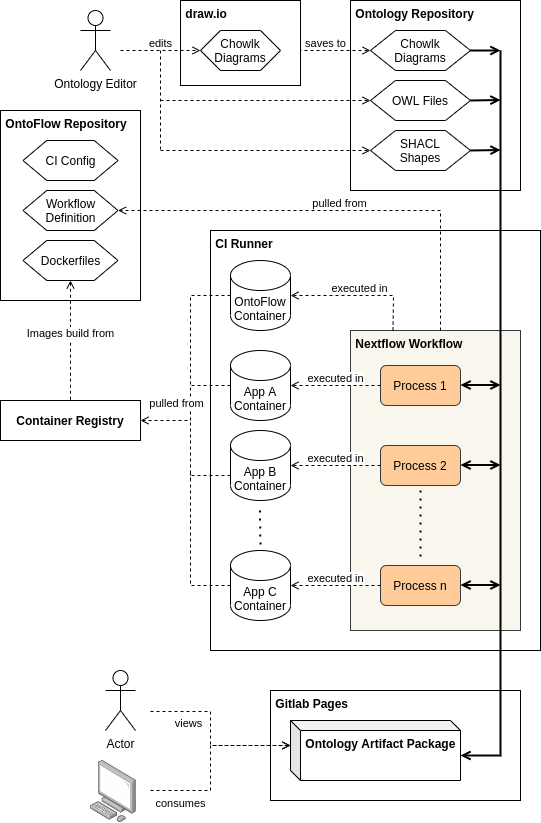 draw.io
Ontology Repository
edits
Chowlk
Diagrams
saves to
Chowlk
Diagrams
Ontology Editor
OWL Files
OntoFlow Repository
SHACL
Shapes
CI Config
Workflow
Definition
pulled from
Dockerfiles
CI Runner
OntoFlow
Container
executed in
Images build from
Nextflow Workflow
App A
Container
executed in
Process 1
pulled from
Container Registry
App B
Container
executed in
Process 2
App C
Container
executed in
Process n
Gitlab Pages
Actor
views
Ontology Artifact Package
consumes